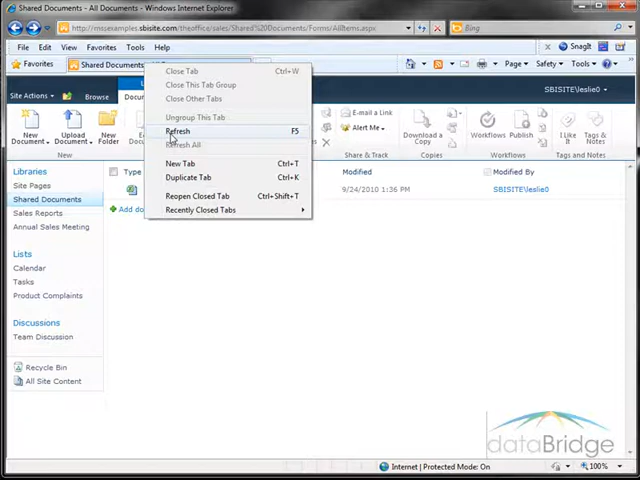 Shared Documents - All Documents - Windows Internet Explorer
http://mssexamples.sbisite.com/theoffice/sales/Shared%20Documents/Forms/AllItems.aspx
Bing
File Edit View Favorites Tools Help
SnagIt
Favorites
Shared Documents
Page Safety Tools
Close Tab Ctrl+W
Close This Tab Group
Close Other Tabs
Ungroup This Tab
Refresh F5
Refresh All
New Tab Ctrl+T
Duplicate Tab Ctrl+K
Reopen Closed Tab Ctrl+Shift+T
Recently Closed Tabs
Site Actions
Browse
SBISITE\leslie0
New Document
Upload Document
New Folder
New
E-mail a Link
Alert Me
Share & Track
Download a Copy
Workflows
Publish
Workflows
I Like It
Tags & Notes
Tags and Notes
Libraries
Site Pages
Shared Documents
Sales Reports
Annual Sales Meeting
Lists
Calendar
Tasks
Product Complaints
Discussions
Team Discussion
Recycle Bin
All Site Content
Type
Modified
Modified By
9/24/2010 1:36 PM
SBISITE\leslie0
Add do
dataBridge
Internet | Protected Mode: On
100%